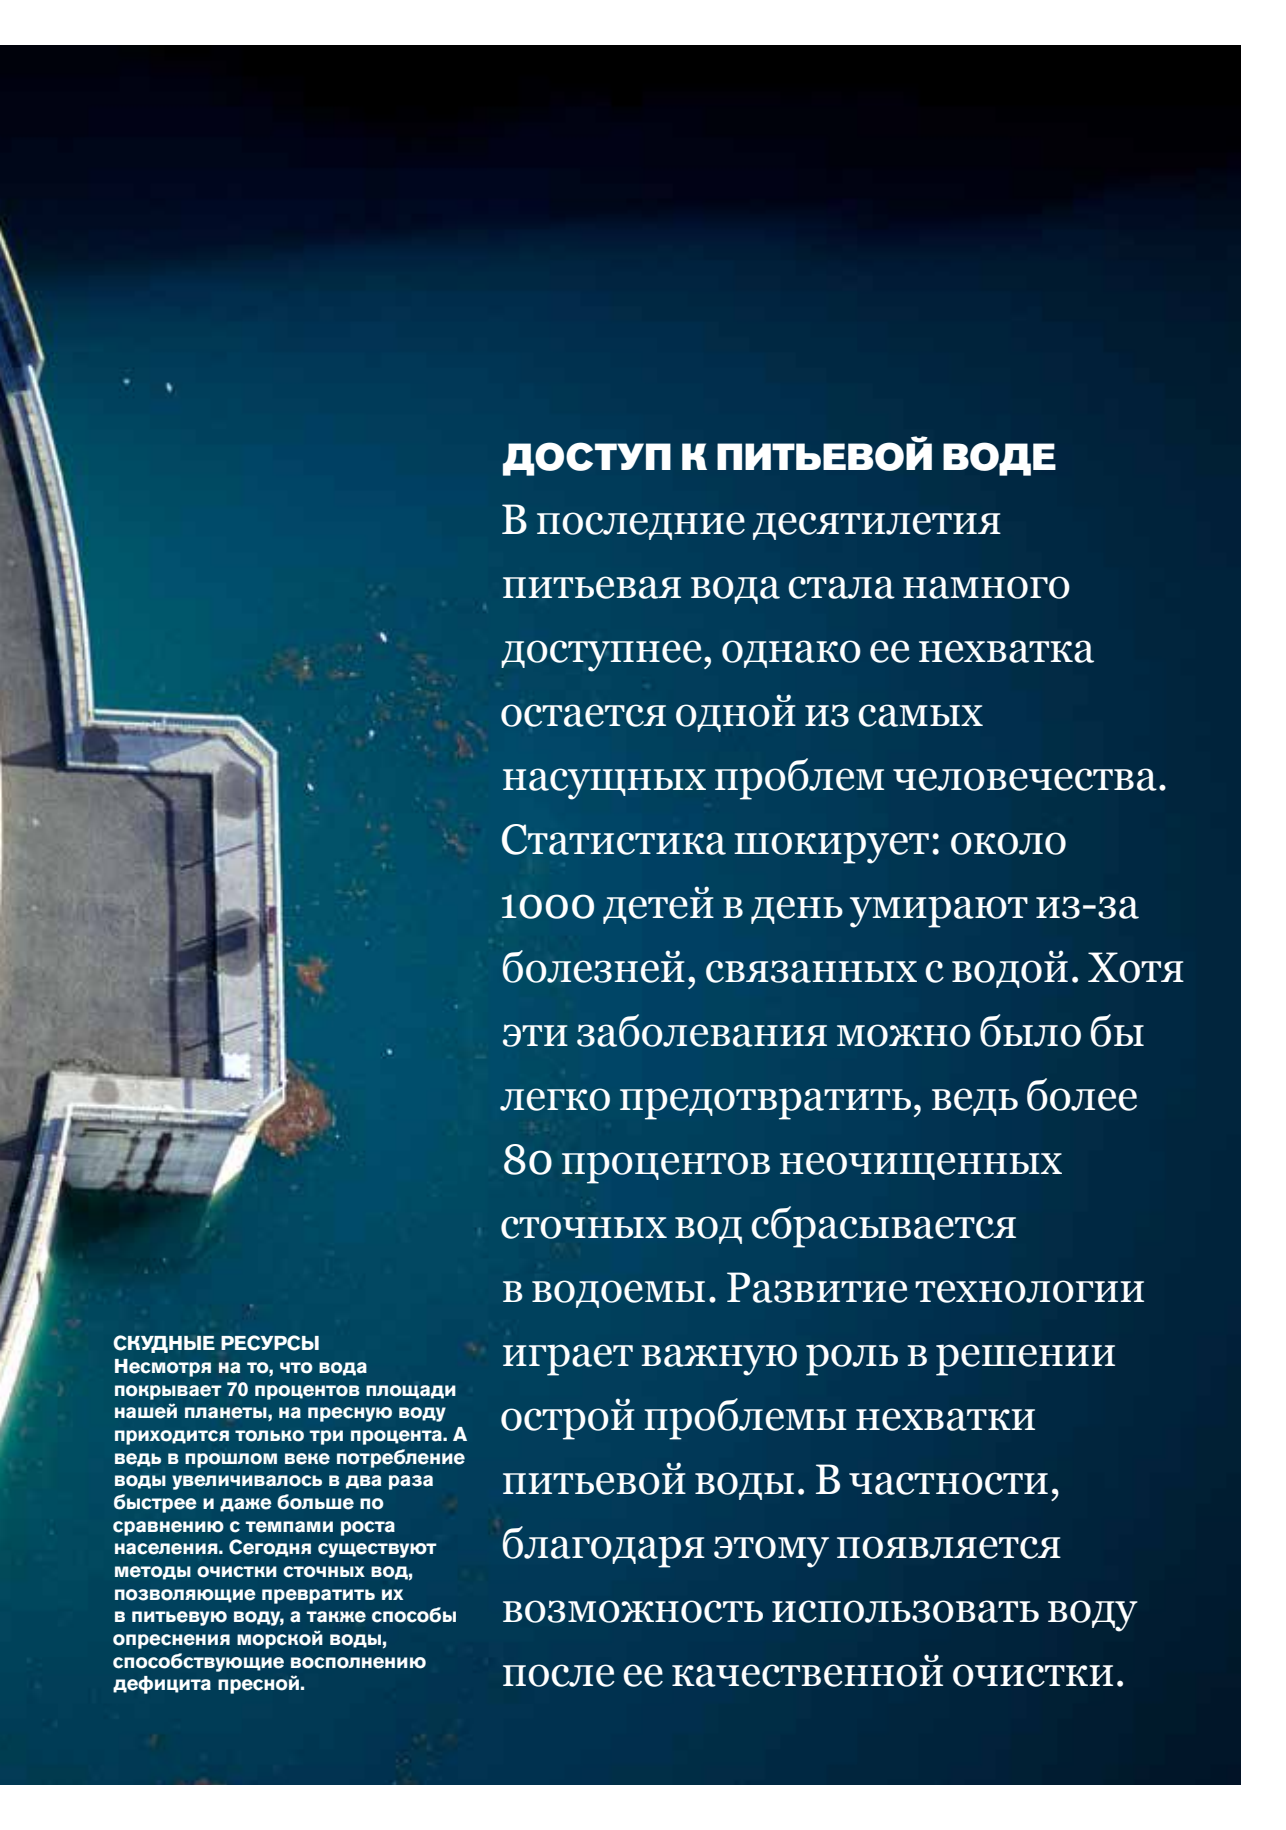 ДОСТУП К ПИТЬЕВОЙ ВОДЕ
В последние десятилетия
питьевая вода стала намного
доступнее, однако ее нехватка
остается одной из самых
насущных проблем человечества.
Статистика шокирует: около
1000 детей в день умирают из-за
болезней, связанных с водой. Хотя
эти заболевания можно было бы
легко предотвратить, ведь более
80 процентов неочищенных
сточных вод сбрасывается
в водоемы. Развитие технологии
играет важную роль в решении
острой проблемы нехватки
питьевой воды. В частности,
благодаря этому появляется
возможность использовать воду
после ее качественной очистки.
СКУДНЫЕ РЕСУРСЫ
Несмотря на то, что вода
покрывает 70 процентов площади
нашей планеты, на пресную воду
приходится только три процента. А
ведь в прошлом веке потребление
воды увеличивалось в два раза
быстрее и даже больше по
сравнению с темпами роста
населения. Сегодня существуют
методы очистки сточных вод,
позволяющие превратить их
в питьевую воду, а также способы
опреснения морской воды,
способствующие восполнению
дефицита пресной.